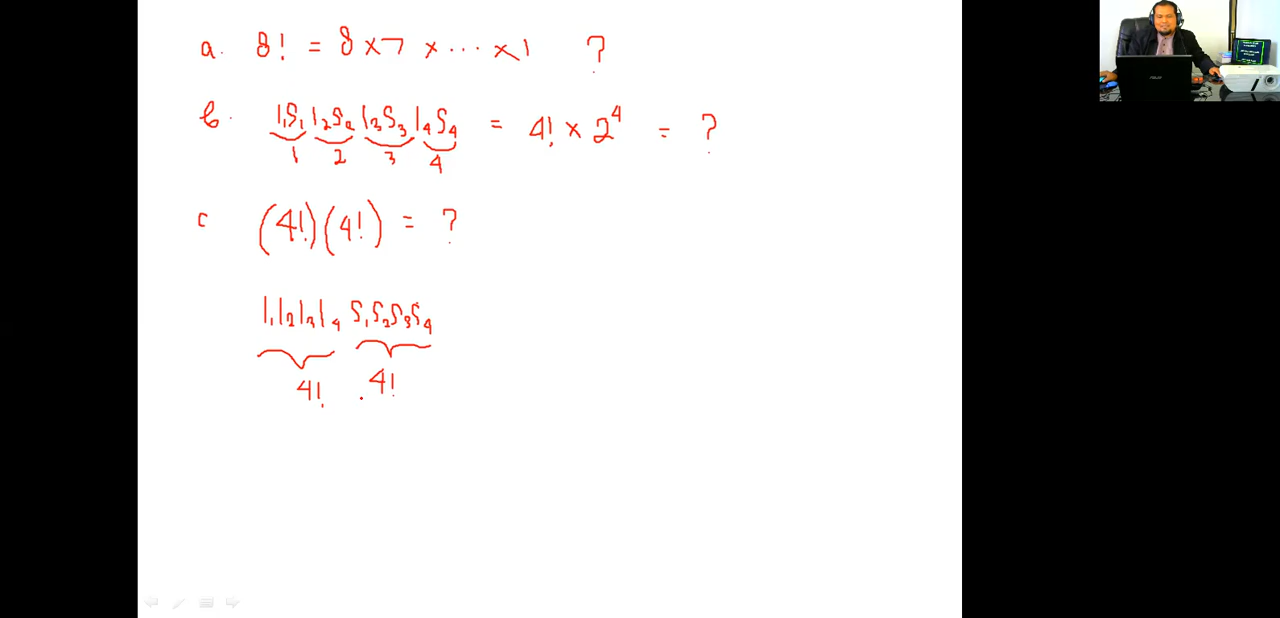 a. 8! = 8 × 7 × ... × 1 ?
b. l₁S₁ l₂S₂ l₃S₃ l₄S₄ = 4! × 2⁴ = ?
1 2 3 4
c (4!)(4!) = ?
l₁l₂l₃l₄ S₁S₂S₃S₄
4! . 4!